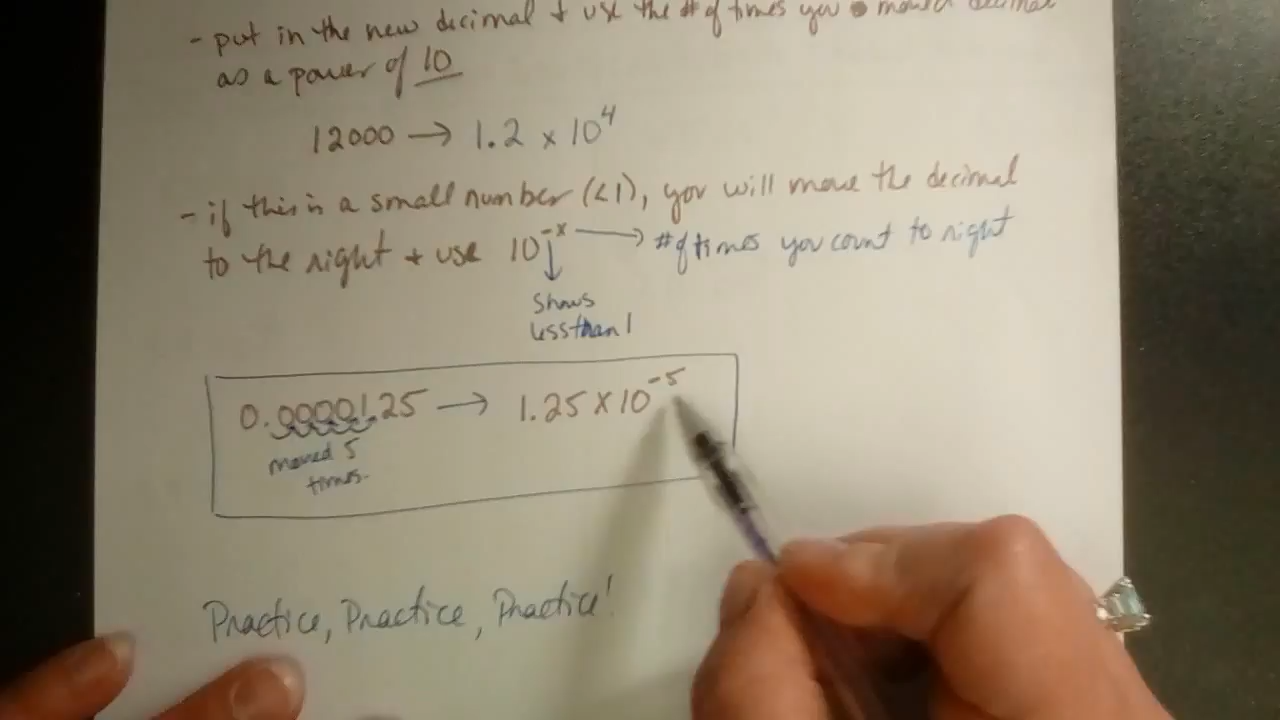 - put in the new decimal + use the # of times you moved decimal
as a power of 10
12000 → 1.2 x 10⁴
- if this is a small number (<1), you will move the decimal
to the right + use 10⁻ˣ → # of times you count to right
↓
shows
less than 1
0.0000125 → 1.25 x 10⁻⁵
moved 5
times.
Practice, Practice, Practice!